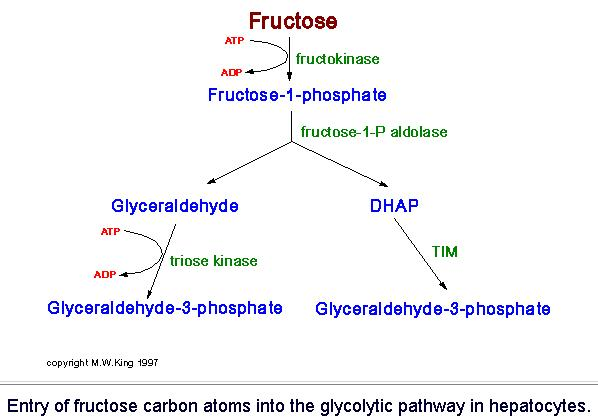 Fructose
ATP
fructokinase
ADP
Fructose-1-phosphate
fructose-1-P aldolase
Glyceraldehyde
DHAP
ATP
TIM
triose kinase
ADP
Glyceraldehyde-3-phosphate
Glyceraldehyde-3-phosphate
copyright M.W.King 1997
Entry of fructose carbon atoms into the glycolytic pathway in hepatocytes.